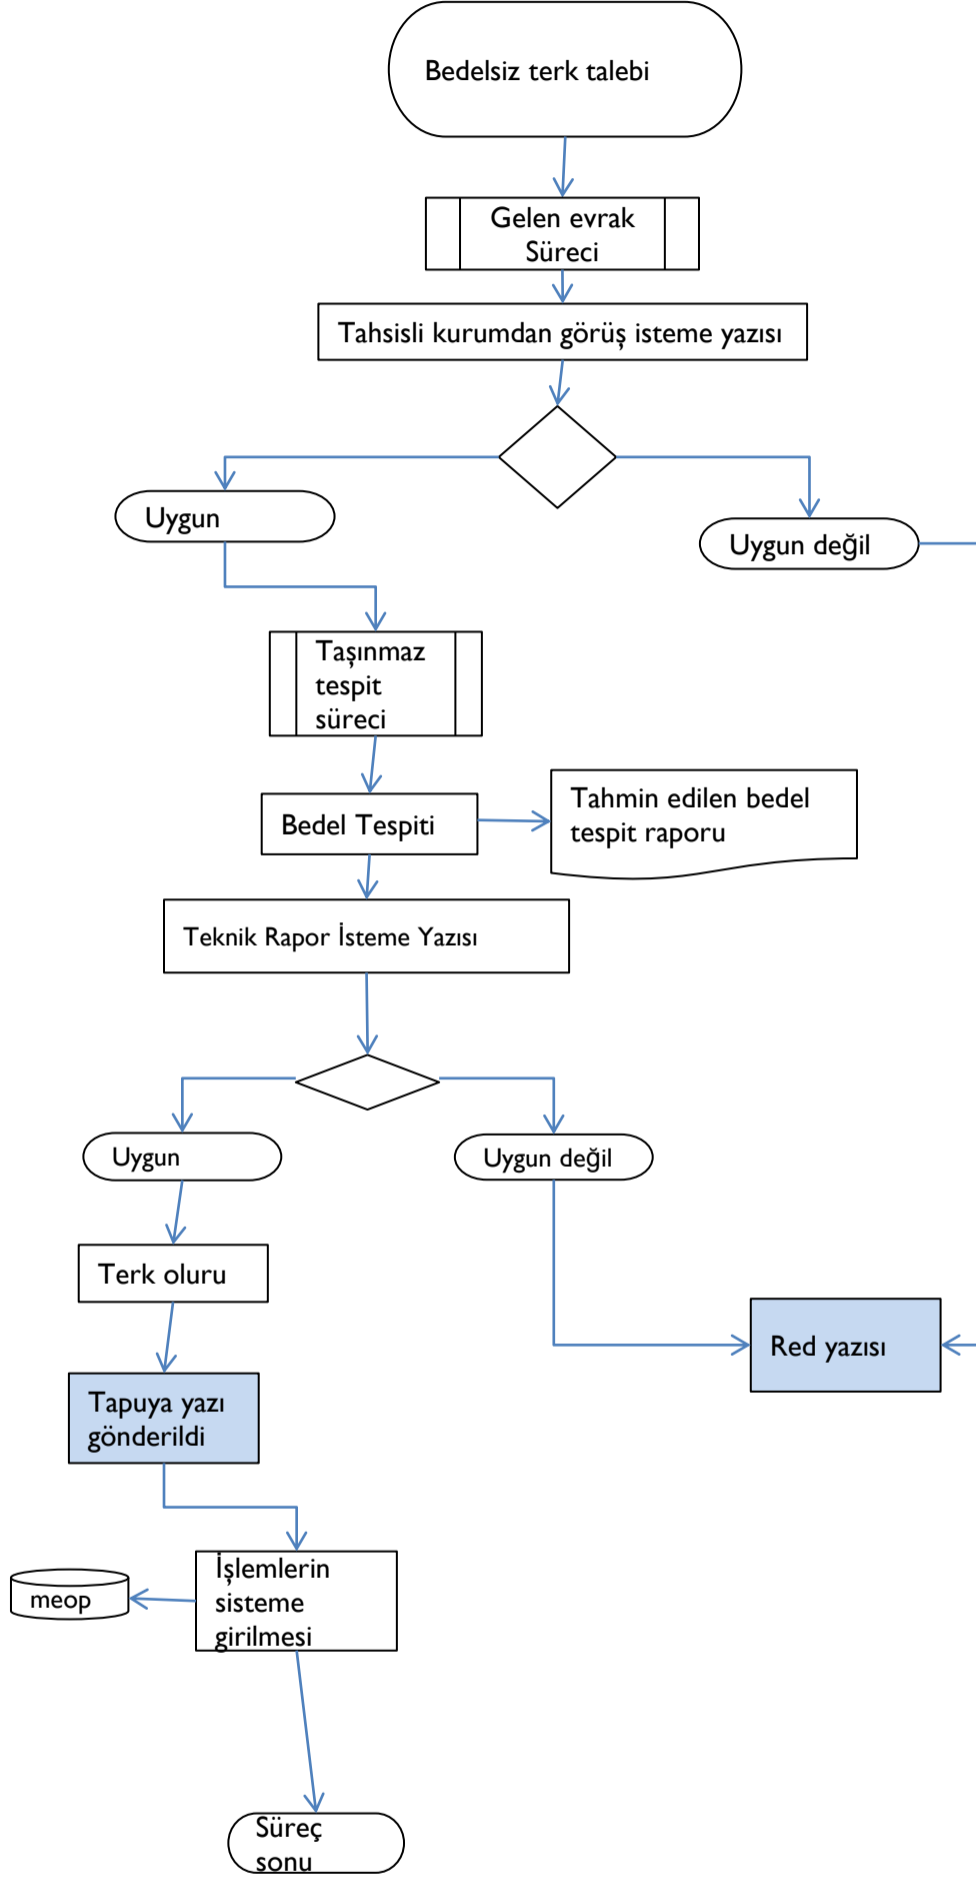 Bedelsiz terk talebi
Gelen evrak
Süreci
Tahsisli kurumdan görüş isteme yazısı
Uygun
Uygun değil
Taşınmaz
tespit
süreci
Bedel Tespiti
Tahmin edilen bedel
tespit raporu
Teknik Rapor İsteme Yazısı
Uygun
Uygun değil
Terk oluru
Red yazısı
Tapuya yazı
gönderildi
İşlemlerin
sisteme
girilmesi
meop
Süreç
sonu